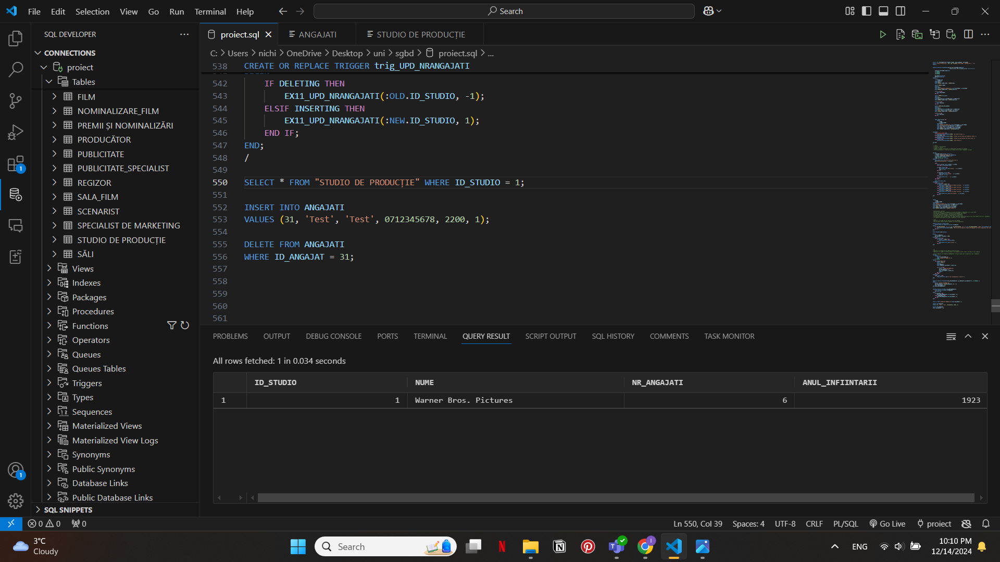 File Edit Selection View Go Run Terminal Help
Search
SQL DEVELOPER
CONNECTIONS
proiect
Tables
FILM
NOMINALIZARE_FILM
PREMII ȘI NOMINALIZĂRI
PRODUCĂTOR
PUBLICITATE
PUBLICITATE_SPECIALIST
REGIZOR
SALA_FILM
SCENARIST
SPECIALIST DE MARKETING
STUDIO DE PRODUCȚIE
SĂLI
Views
Indexes
Packages
Procedures
Functions
Operators
Queues
Queues Tables
Triggers
Types
Sequences
Materialized Views
Materialized View Logs
Synonyms
Public Synonyms
Database Links
Public Database Links
SQL SNIPPETS
1
1
proiect.sql ANGAJATI STUDIO DE PRODUCȚIE
C: > Users > nichi > OneDrive > Desktop > uni > sgbd > proiect.sql > ...
538 CREATE OR REPLACE TRIGGER trig_UPD_NRANGAJATI
542 IF DELETING THEN
543 EX11_UPD_NRANGAJATI(:OLD.ID_STUDIO, -1);
544 ELSIF INSERTING THEN
545 EX11_UPD_NRANGAJATI(:NEW.ID_STUDIO, 1);
546 END IF;
547 END;
548 /
549
550 SELECT * FROM "STUDIO DE PRODUCȚIE" WHERE ID_STUDIO = 1;
551
552 INSERT INTO ANGAJATI
553 VALUES (31, 'Test', 'Test', 0712345678, 2200, 1);
554
555 DELETE FROM ANGAJATI
556 WHERE ID_ANGAJAT = 31;
557
558
559
560
561
PROBLEMS OUTPUT DEBUG CONSOLE PORTS TERMINAL QUERY RESULT SCRIPT OUTPUT SQL HISTORY COMMENTS TASK MONITOR
All rows fetched: 1 in 0.034 seconds
ID_STUDIO NUME NR_ANGAJATI ANUL_INFIINTARII
1 1 Warner Bros. Pictures 6 1923
0 0 0 Ln 550, Col 39 Spaces: 4 UTF-8 CRLF PL/SQL Go Live proiect
3°C
Cloudy
Search
ENG
10:10 PM
12/14/2024